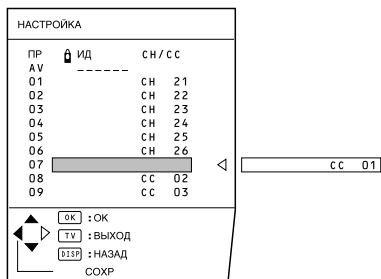 НАСТРОЙКА
ПР ИД CH/CC
AV ------
01 CH 21
02 CH 22
03 CH 23
04 CH 24
05 CH 25
06 CH 26
07 CC 01
08 CC 02
09 CC 03
OK :OK
TV :ВЫХОД
DISP :НАЗАД
СОХР